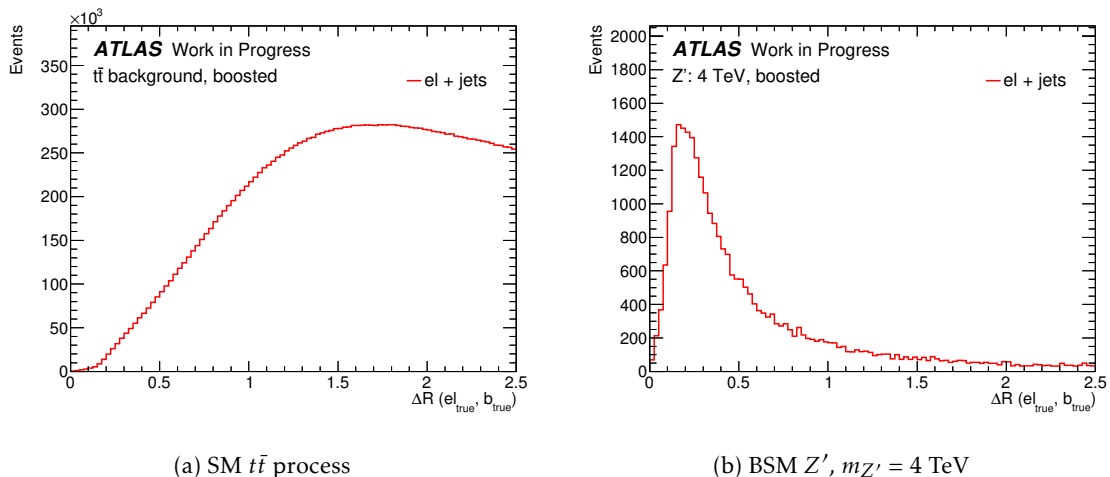 ×10³
Events
350
300
250
200
150
100
50
0
0 0.5 1 1.5 2 2.5
ATLAS Work in Progress
tt̄ background, boosted
el + jets
ΔR (el_true, b_true)
(a) SM tt̄ process
Events
2000
1800
1600
1400
1200
1000
800
600
400
200
0
0 0.5 1 1.5 2 2.5
ATLAS Work in Progress
Z': 4 TeV, boosted
el + jets
ΔR (el_true, b_true)
(b) BSM Z′, m_Z′ = 4 TeV